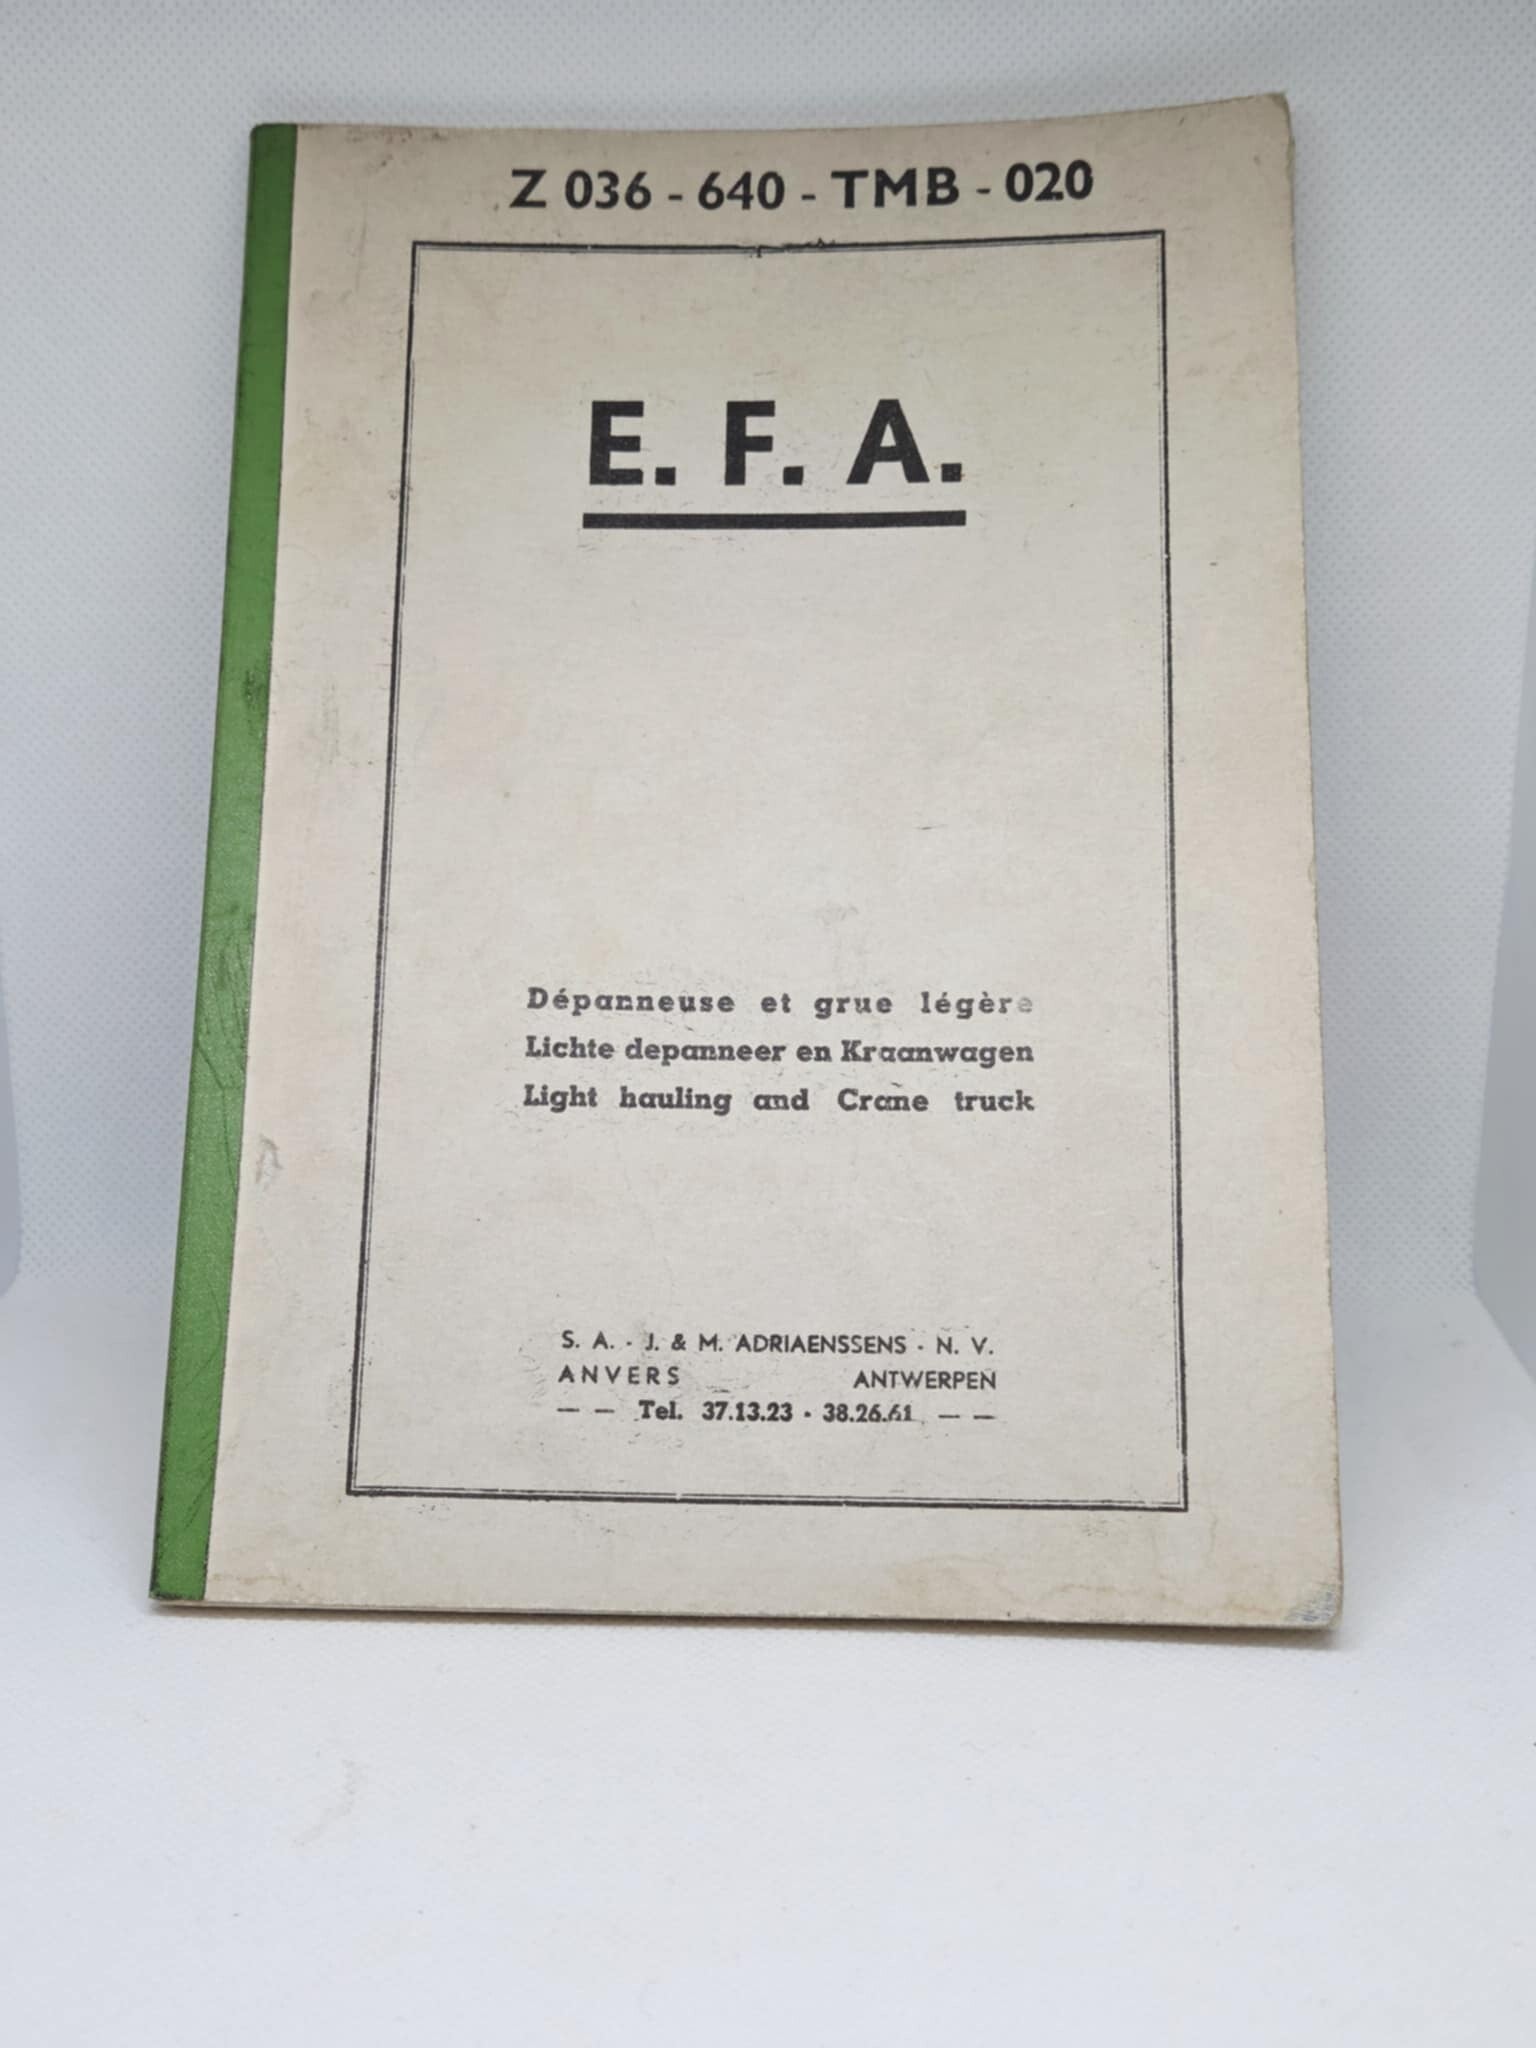 Z 036 - 640 - TMB - 020
E. F. A.
Dépanneuse et grue légère
Lichte depanneer en Kraanwagen
Light hauling and Crane truck
S. A. - J. & M. ADRIAENSSENS - N. V.
ANVERS ANTWERPEN
— — Tel. 37.13.23 - 38.26.61 — —